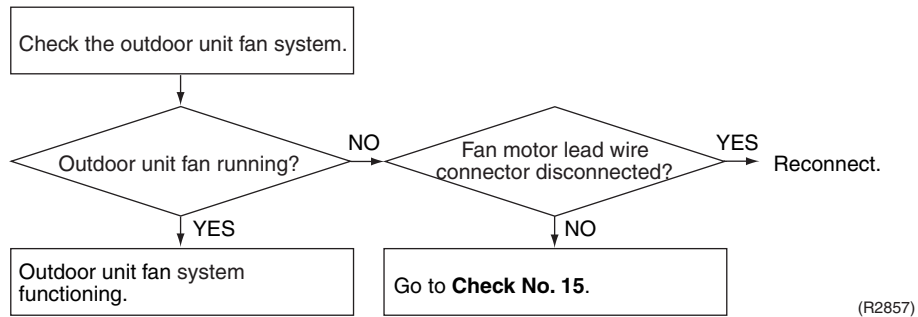 Check the outdoor unit fan system.
Outdoor unit fan running?
NO
Fan motor lead wire
connector disconnected?
YES
Reconnect.
YES
Outdoor unit fan system
functioning.
NO
Go to Check No. 15.
(R2857)